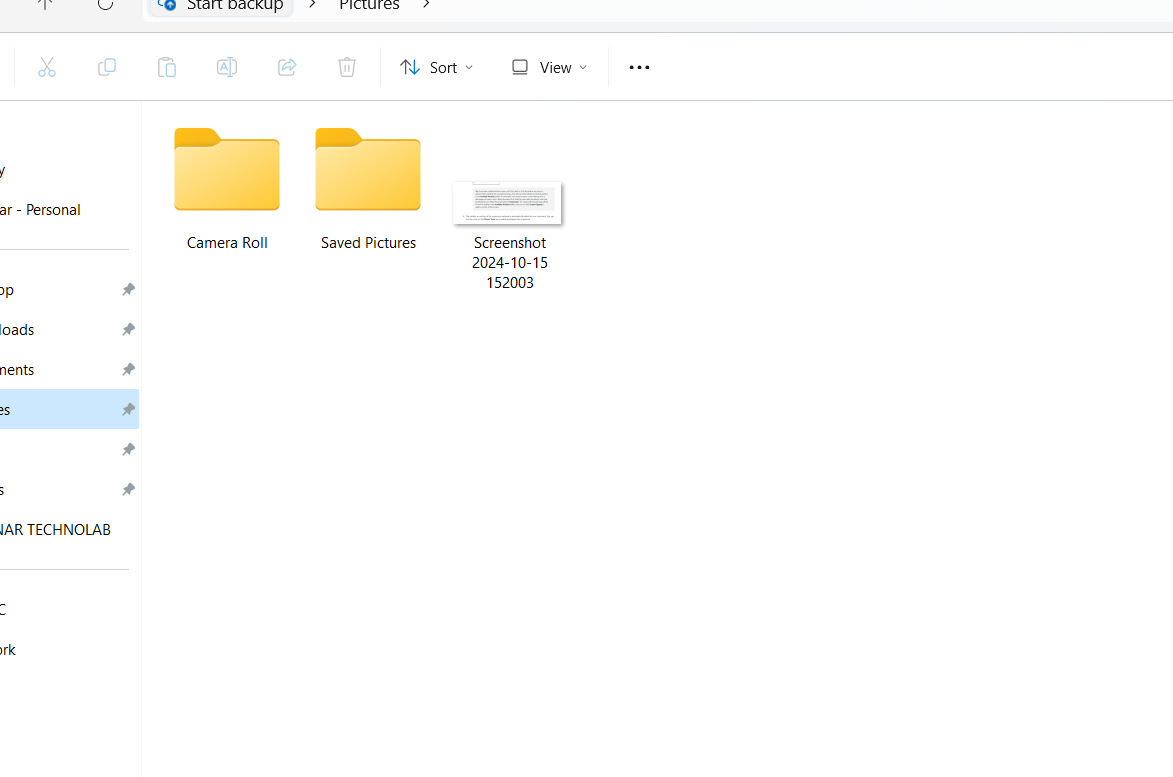 Start backup
Pictures
Sort
View
y
ar - Personal
op
loads
ments
es
s
NAR TECHNOLAB
C
ork
Camera Roll
Saved Pictures
Screenshot
2024-10-15
152003